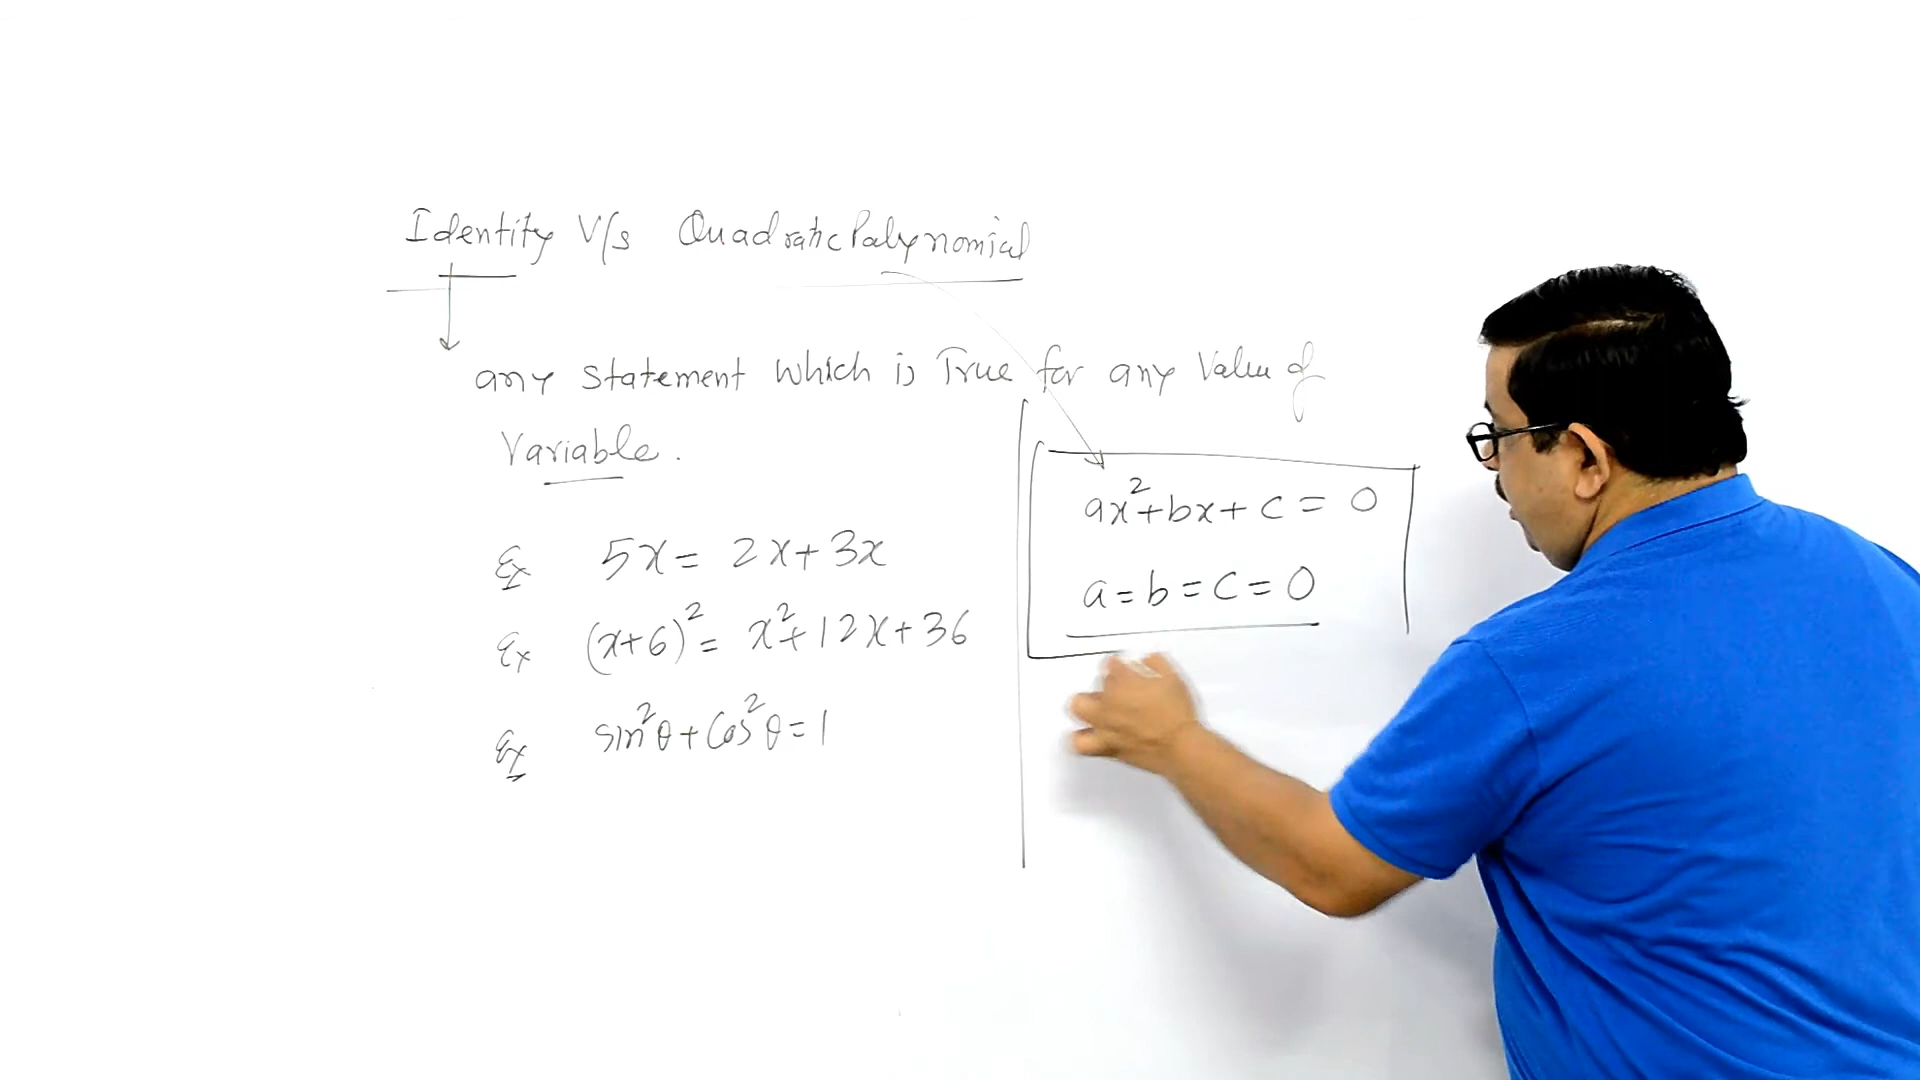 Identity V/s Quadratic Polynomial
any statement which is True for any Value of
Variable.
Ex 5x = 2x+3x
Ex (x+6)² = x²+12x+36
Ex sin²θ+Cos²θ=1
ax²+bx+c=0
a=b=c=0